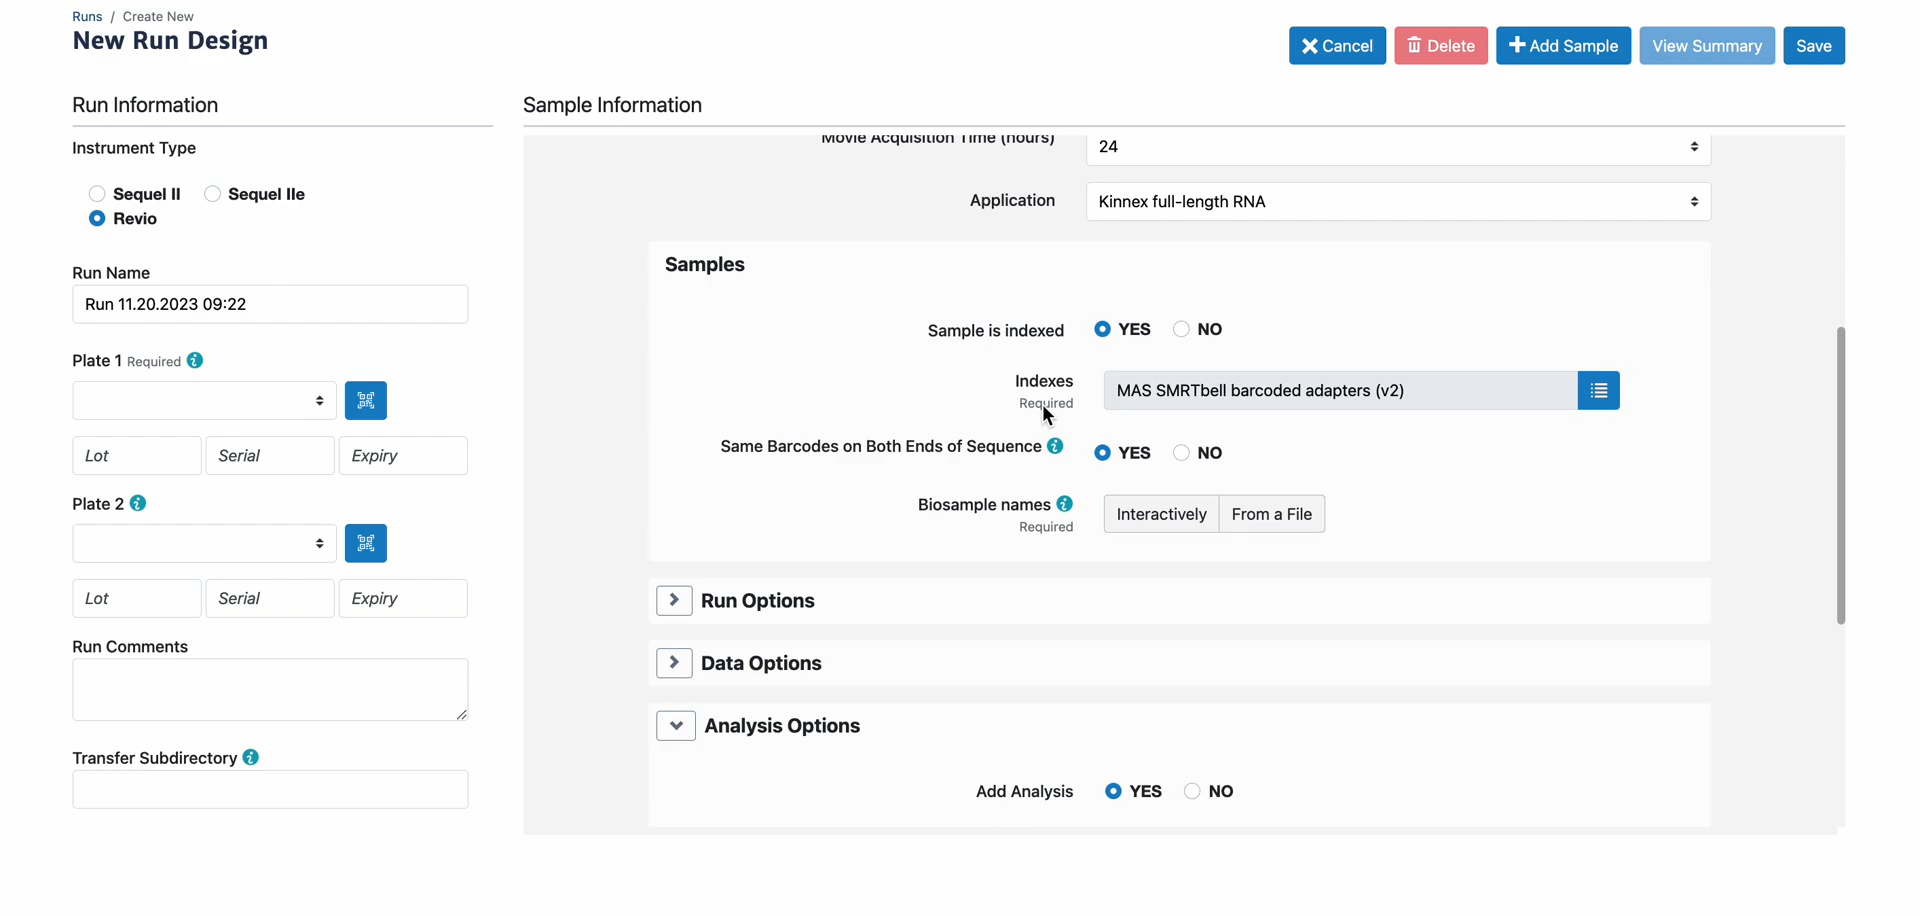 Runs / Create New
New Run Design
Cancel
Delete
Add Sample
View Summary
Save
Run Information
Instrument Type
Sequel II
Sequel IIe
Revio
Run Name
Run 11.20.2023 09:22
Plate 1 Required
Lot
Serial
Expiry
Plate 2
Lot
Serial
Expiry
Run Comments
Transfer Subdirectory
Sample Information
Movie Acquisition Time (hours)
24
Application
Kinnex full-length RNA
Samples
Sample is indexed
YES
NO
Indexes
Required
MAS SMRTbell barcoded adapters (v2)
Same Barcodes on Both Ends of Sequence
YES
NO
Biosample names
Required
Interactively
From a File
Run Options
Data Options
Analysis Options
Add Analysis
YES
NO